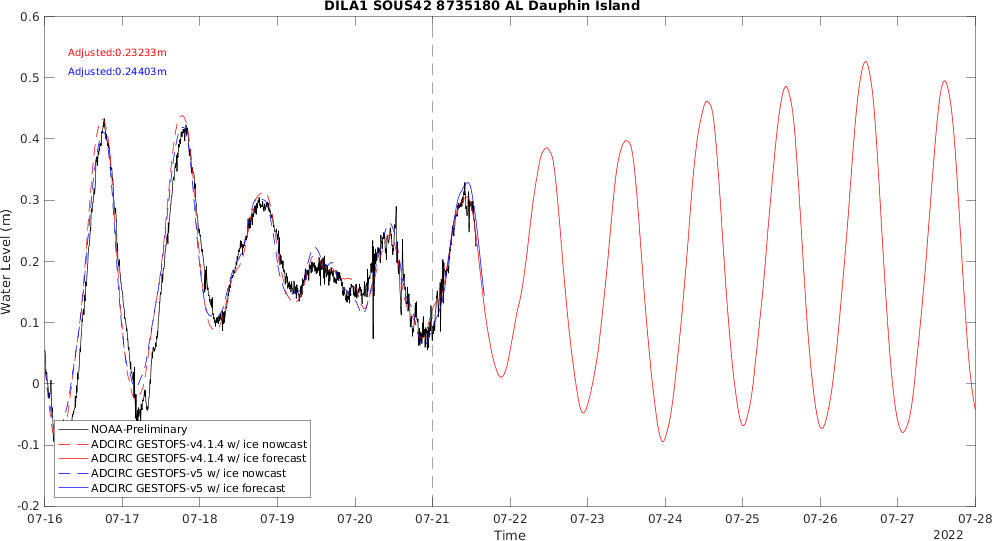 DILA1 SOUS42 8735180 AL Dauphin Island
0.6
Adjusted:0.23233m
Adjusted:0.24403m
0.5
0.4
0.3
0.2
0.1
0
-0.1
-0.2
Water Level (m)
NOAA-Preliminary
ADCIRC GESTOFS-v4.1.4 w/ ice nowcast
ADCIRC GESTOFS-v4.1.4 w/ ice forecast
ADCIRC GESTOFS-v5 w/ ice nowcast
ADCIRC GESTOFS-v5 w/ ice forecast
07-16 07-17 07-18 07-19 07-20 07-21 07-22 07-23 07-24 07-25 07-26 07-27 07-28
Time
2022